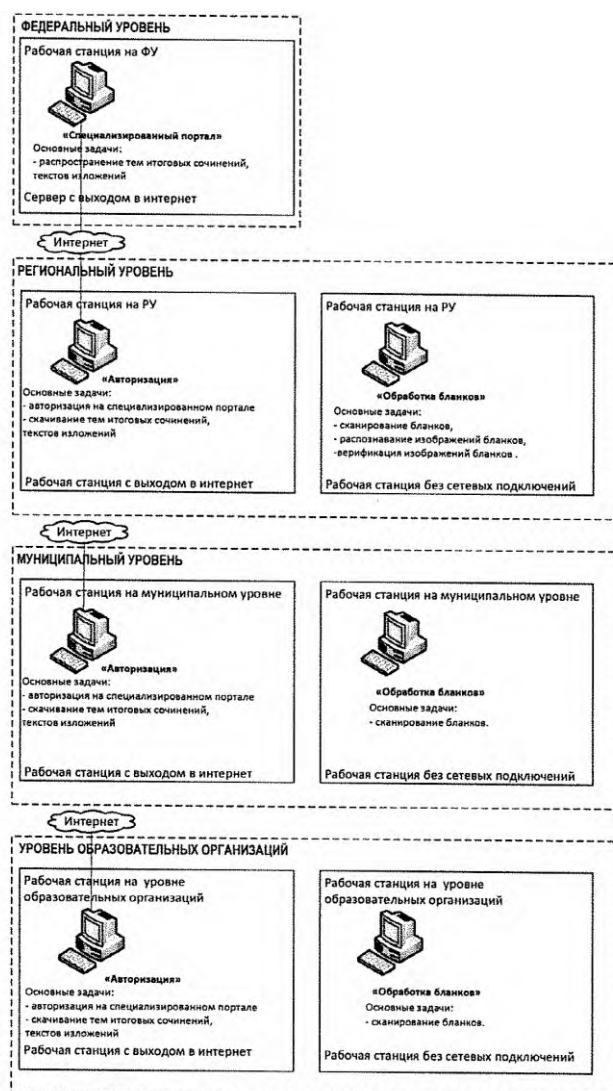 ФЕДЕРАЛЬНЫЙ УРОВЕНЬ
Рабочая станция на ФУ
«Специализированный портал»
Основные задачи:
- распространение тем итоговых сочинений,
текстов изложений
Сервер с выходом в интернет
Интернет
РЕГИОНАЛЬНЫЙ УРОВЕНЬ
Рабочая станция на РУ
«Авторизация»
Основные задачи:
- авторизация на специализированном портале
- скачивание тем итоговых сочинений,
текстов изложений
Рабочая станция с выходом в интернет
Рабочая станция на РУ
«Обработка бланков»
Основные задачи:
- сканирование бланков,
- распознавание изображений бланков,
-верификация изображений бланков .
Рабочая станция без сетевых подключений
Интернет
МУНИЦИПАЛЬНЫЙ УРОВЕНЬ
Рабочая станция на муниципальном уровне
«Авторизация»
Основные задачи:
- авторизация на специализированном портале
- скачивание тем итоговых сочинений,
текстов изложений
Рабочая станция с выходом в интернет
Рабочая станция на муниципальном уровне
«Обработка бланков»
Основные задачи:
- сканирование бланков.
Рабочая станция без сетевых подключений
Интернет
УРОВЕНЬ ОБРАЗОВАТЕЛЬНЫХ ОРГАНИЗАЦИЙ
Рабочая станция на уровне
образовательных организаций
«Авторизация»
Основные задачи:
- авторизация на специализированном портале
- скачивание тем итоговых сочинений,
текстов изложений
Рабочая станция с выходом в интернет
Рабочая станция на уровне
образовательных организаций
«Обработка бланков»
Основные задачи:
- сканирование бланков.
Рабочая станция без сетевых подключений